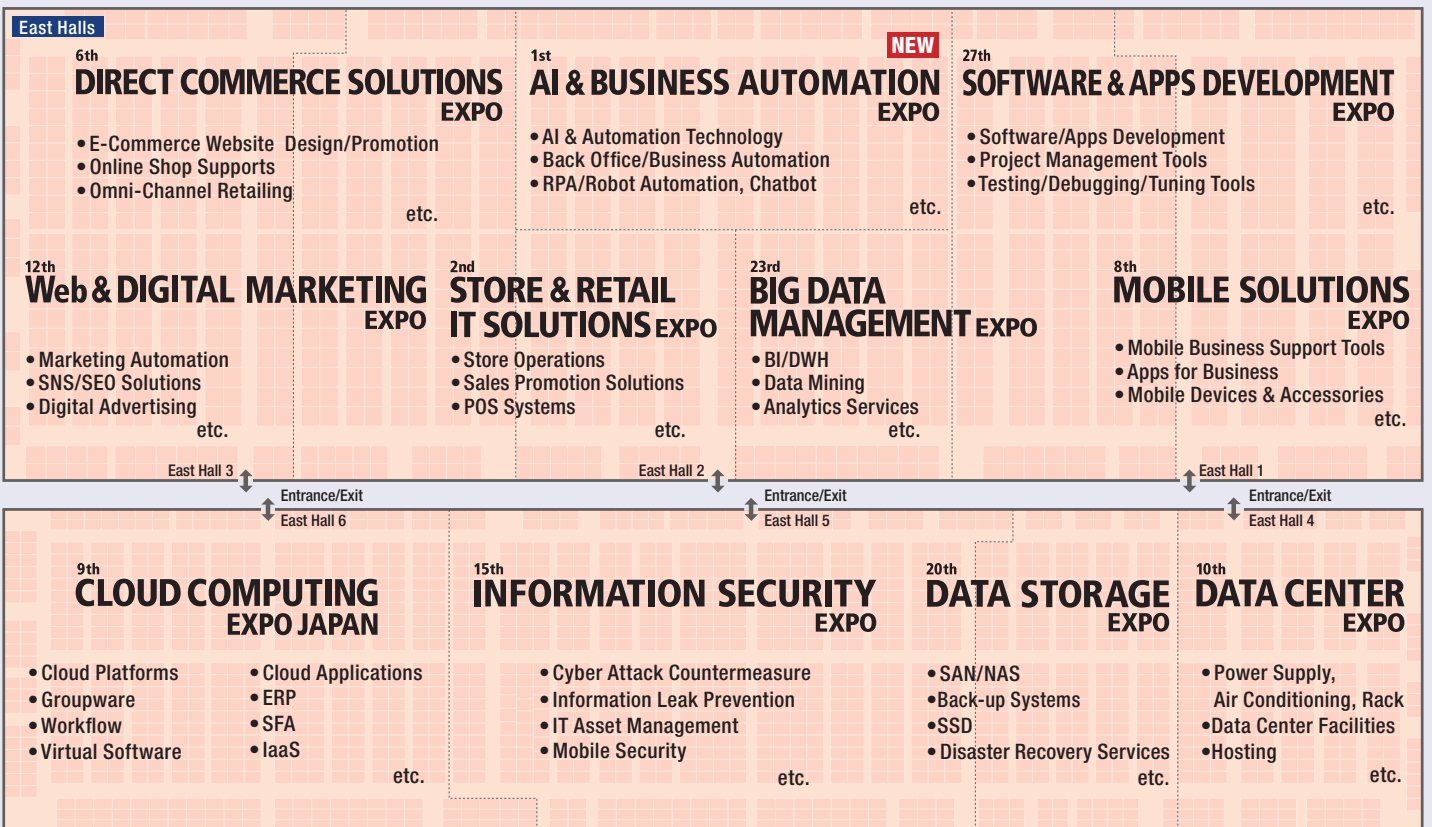 East Halls
6th
DIRECT COMMERCE SOLUTIONS
EXPO
• E-Commerce Website Design/Promotion
• Online Shop Supports
• Omni-Channel Retailing
etc.
NEW
1st
AI & BUSINESS AUTOMATION
EXPO
• AI & Automation Technology
• Back Office/Business Automation
• RPA/Robot Automation, Chatbot
etc.
27th
SOFTWARE & APPS DEVELOPMENT
EXPO
• Software/Apps Development
• Project Management Tools
• Testing/Debugging/Tuning Tools
etc.
12th
Web & DIGITAL MARKETING
EXPO
• Marketing Automation
• SNS/SEO Solutions
• Digital Advertising
etc.
2nd
STORE & RETAIL
IT SOLUTIONS EXPO
• Store Operations
• Sales Promotion Solutions
• POS Systems
etc.
23rd
BIG DATA
MANAGEMENT EXPO
• BI/DWH
• Data Mining
• Analytics Services
etc.
8th
MOBILE SOLUTIONS
EXPO
• Mobile Business Support Tools
• Apps for Business
• Mobile Devices & Accessories
etc.
East Hall 3
East Hall 2
East Hall 1
Entrance/Exit
Entrance/Exit
Entrance/Exit
East Hall 6
East Hall 5
East Hall 4
9th
CLOUD COMPUTING
EXPO JAPAN
• Cloud Platforms
• Groupware
• Workflow
• Virtual Software
• Cloud Applications
• ERP
• SFA
• IaaS
etc.
15th
INFORMATION SECURITY
EXPO
• Cyber Attack Countermeasure
• Information Leak Prevention
• IT Asset Management
• Mobile Security
etc.
20th
DATA STORAGE
EXPO
• SAN/NAS
• Back-up Systems
• SSD
• Disaster Recovery Services
etc.
10th
DATA CENTER
EXPO
• Power Supply,
Air Conditioning, Rack
• Data Center Facilities
• Hosting
etc.